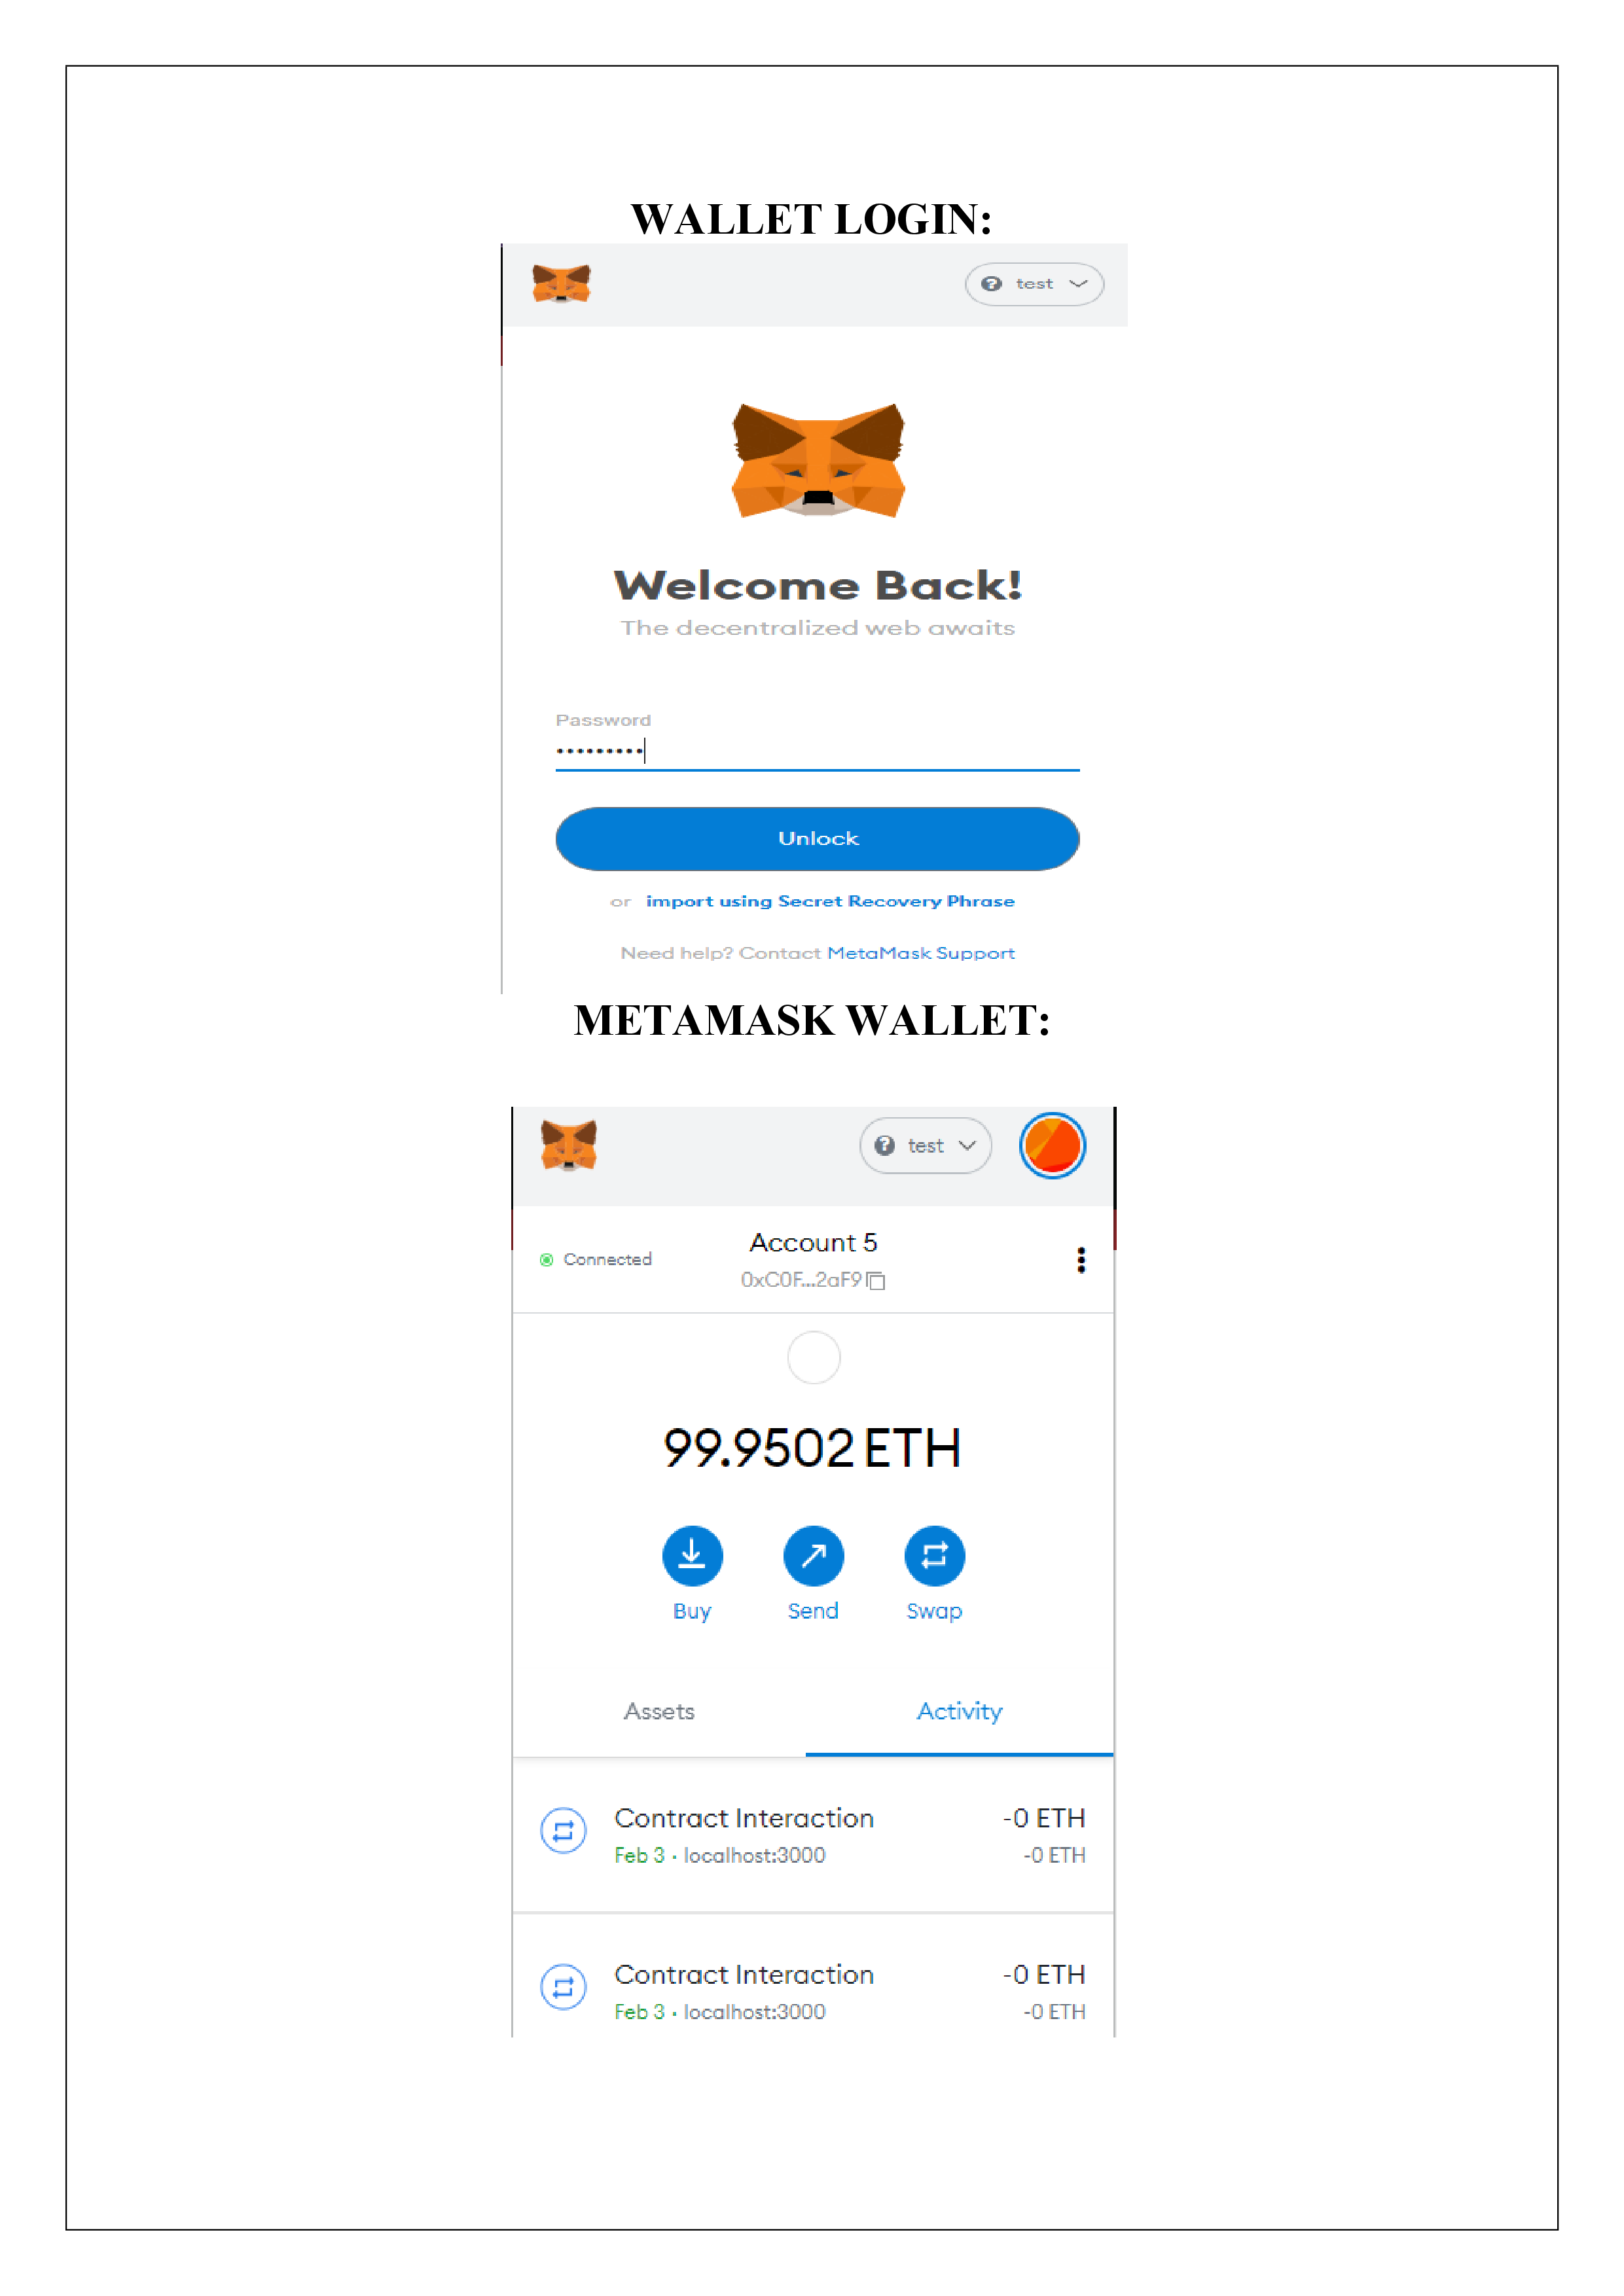 WALLET LOGIN:
test
Welcome Back!
The decentralized web awaits
Password
•••••••••
Unlock
or import using Secret Recovery Phrase
Need help? Contact MetaMask Support
METAMASK WALLET:
test
Connected
Account 5
0xC0F...2aF9
99.9502 ETH
Buy Send Swap
Assets Activity
Contract Interaction -0 ETH
Feb 3 · localhost:3000 -0 ETH
Contract Interaction -0 ETH
Feb 3 · localhost:3000 -0 ETH